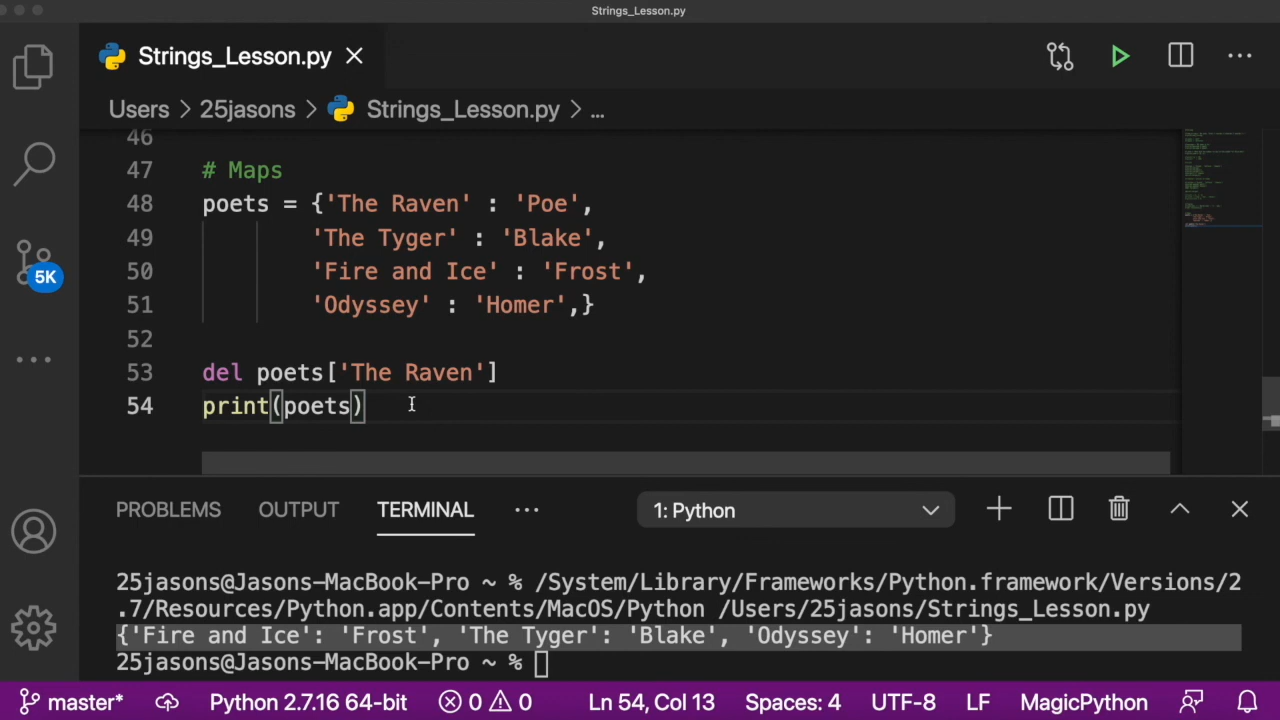 Strings_Lesson.py
Strings_Lesson.py
Users > 25jasons > Strings_Lesson.py > ...
46
47 # Maps
48 poets = {'The Raven' : 'Poe',
49 'The Tyger' : 'Blake',
50 'Fire and Ice' : 'Frost',
51 'Odyssey' : 'Homer',}
52
53 del poets['The Raven']
54 print(poets)
5K
PROBLEMS OUTPUT TERMINAL ... 1: Python
25jasons@Jasons-MacBook-Pro ~ % /System/Library/Frameworks/Python.framework/Versions/2
.7/Resources/Python.app/Contents/MacOS/Python /Users/25jasons/Strings_Lesson.py
{'Fire and Ice': 'Frost', 'The Tyger': 'Blake', 'Odyssey': 'Homer'}
25jasons@Jasons-MacBook-Pro ~ %
master* Python 2.7.16 64-bit 0 0 Ln 54, Col 13 Spaces: 4 UTF-8 LF MagicPython